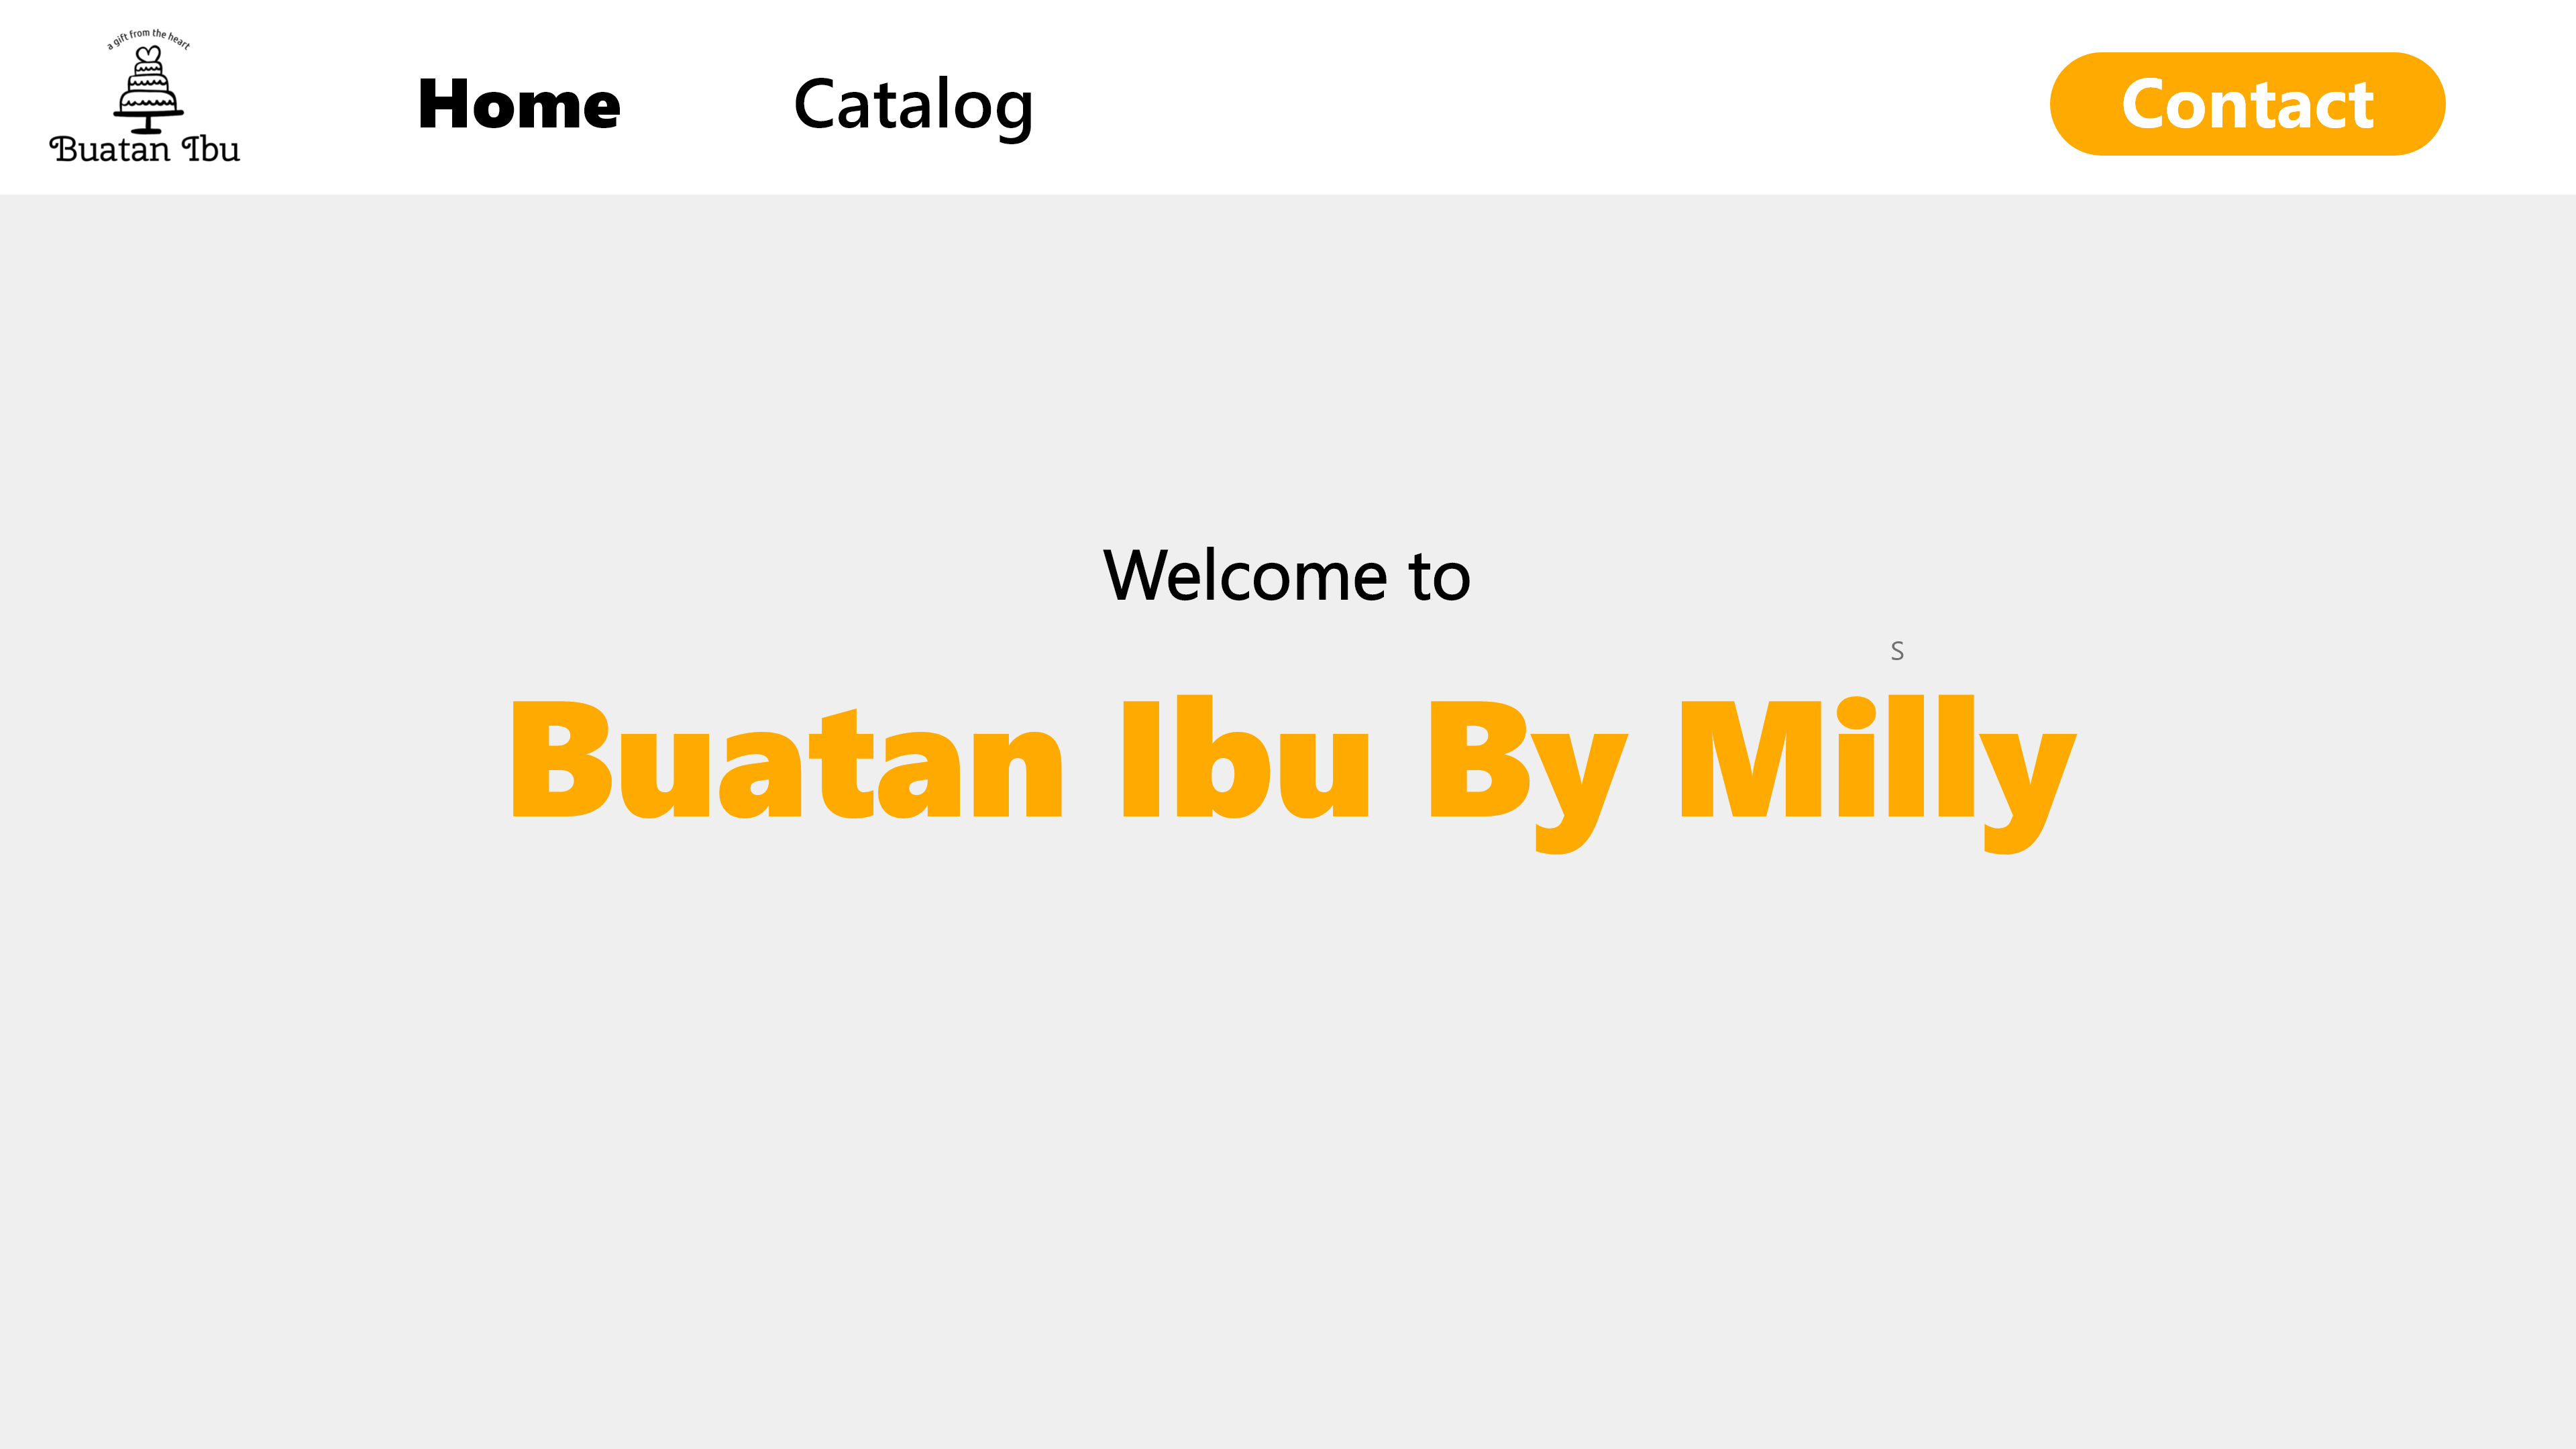 a gift from the heart
Buatan Ibu
Home
Catalog
Contact
Welcome to
s
Buatan Ibu By Milly